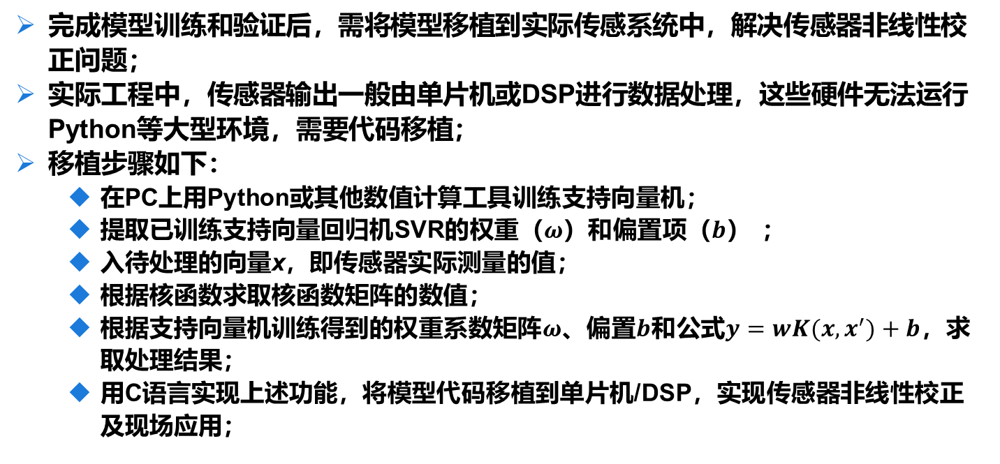 ➢ 完成模型训练和验证后，需将模型移植到实际传感系统中，解决传感器非线性校
正问题；
➢ 实际工程中，传感器输出一般由单片机或DSP进行数据处理，这些硬件无法运行
Python等大型环境，需要代码移植；
➢ 移植步骤如下：
◆ 在PC上用Python或其他数值计算工具训练支持向量机；
◆ 提取已训练支持向量回归机SVR的权重（ω）和偏置项（b） ；
◆ 入待处理的向量x，即传感器实际测量的值；
◆ 根据核函数求取核函数矩阵的数值；
◆ 根据支持向量机训练得到的权重系数矩阵ω、偏置b和公式y = wK(x, x′) + b，求
取处理结果；
◆ 用C语言实现上述功能，将模型代码移植到单片机/DSP，实现传感器非线性校正
及现场应用；